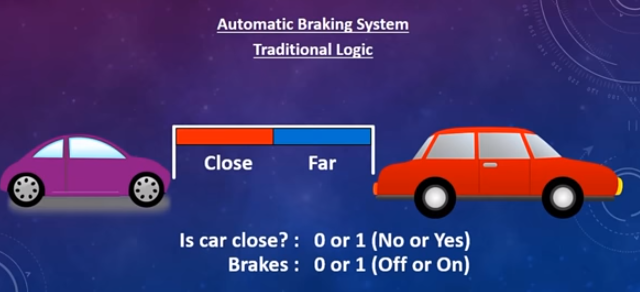 Automatic Braking System
Traditional Logic
Close Far
Is car close? : 0 or 1 (No or Yes)
Brakes : 0 or 1 (Off or On)